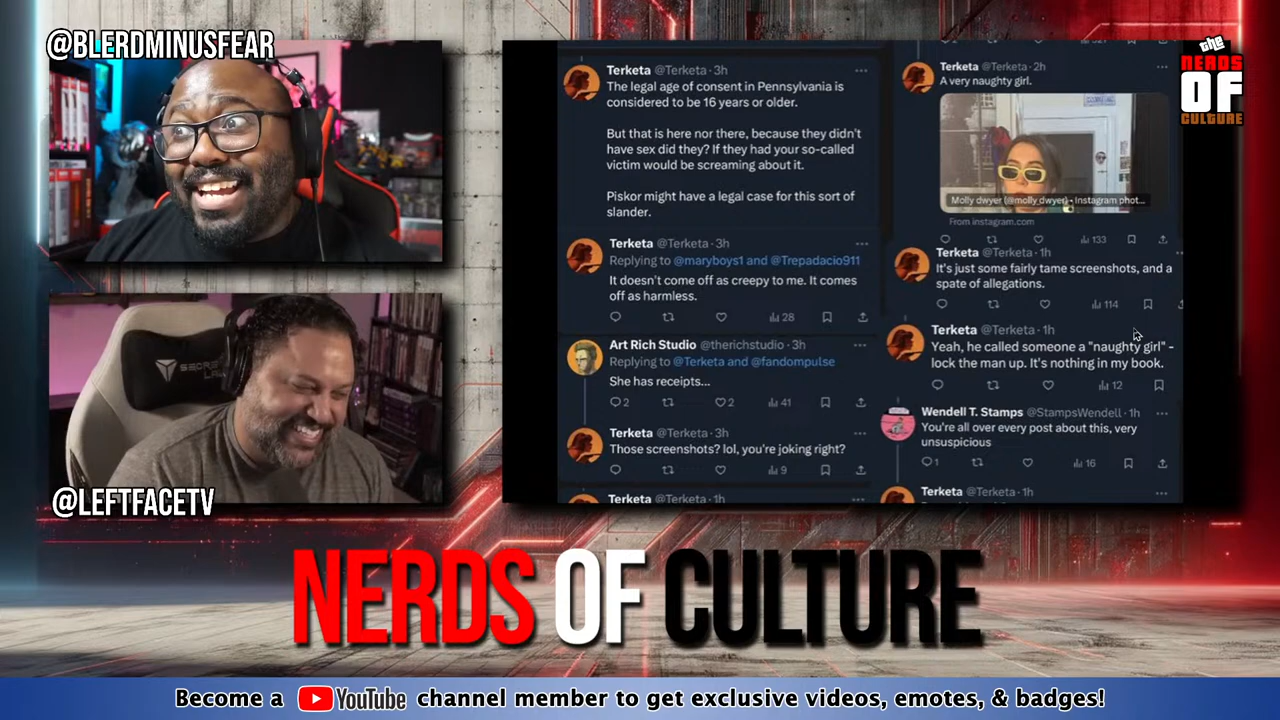 @BLERDMINUSFEAR
@LEFTFACETV
SECRET
Terketa @Terketa · 3h
The legal age of consent in Pennsylvania is
considered to be 16 years or older.
But that is here nor there, because they didn't
have sex did they? If they had your so-called
victim would be screaming about it.
Piskor might have a legal case for this sort of
slander.
Terketa @Terketa · 3h
Replying to @maryboys1 and @Trepadacio911
It doesn't come off as creepy to me. It comes
off as harmless.
28
Art Rich Studio @therichstudio · 3h
Replying to @Terketa and @fandompulse
She has receipts...
2 2 41
Terketa @Terketa · 3h
Those screenshots? lol, you're joking right?
9
Terketa @Terketa · 1h
Terketa @Terketa · 2h
A very naughty girl.
Molly dwyer (@molly_dwyer) • Instagram phot...
From instagram.com
133
Terketa @Terketa · 1h
It's just some fairly tame screenshots, and a
spate of allegations.
114
Terketa @Terketa · 1h
Yeah, he called someone a "naughty girl" -
lock the man up. It's nothing in my book.
12
Wendell T. Stamps @StampsWendell · 1h
You're all over every post about this, very
unsuspicious
1 16
Terketa @Terketa · 1h
the
NERDS
OF
CULTURE
NERDS OF CULTURE
Become a YouTube channel member to get exclusive videos, emotes, & badges!